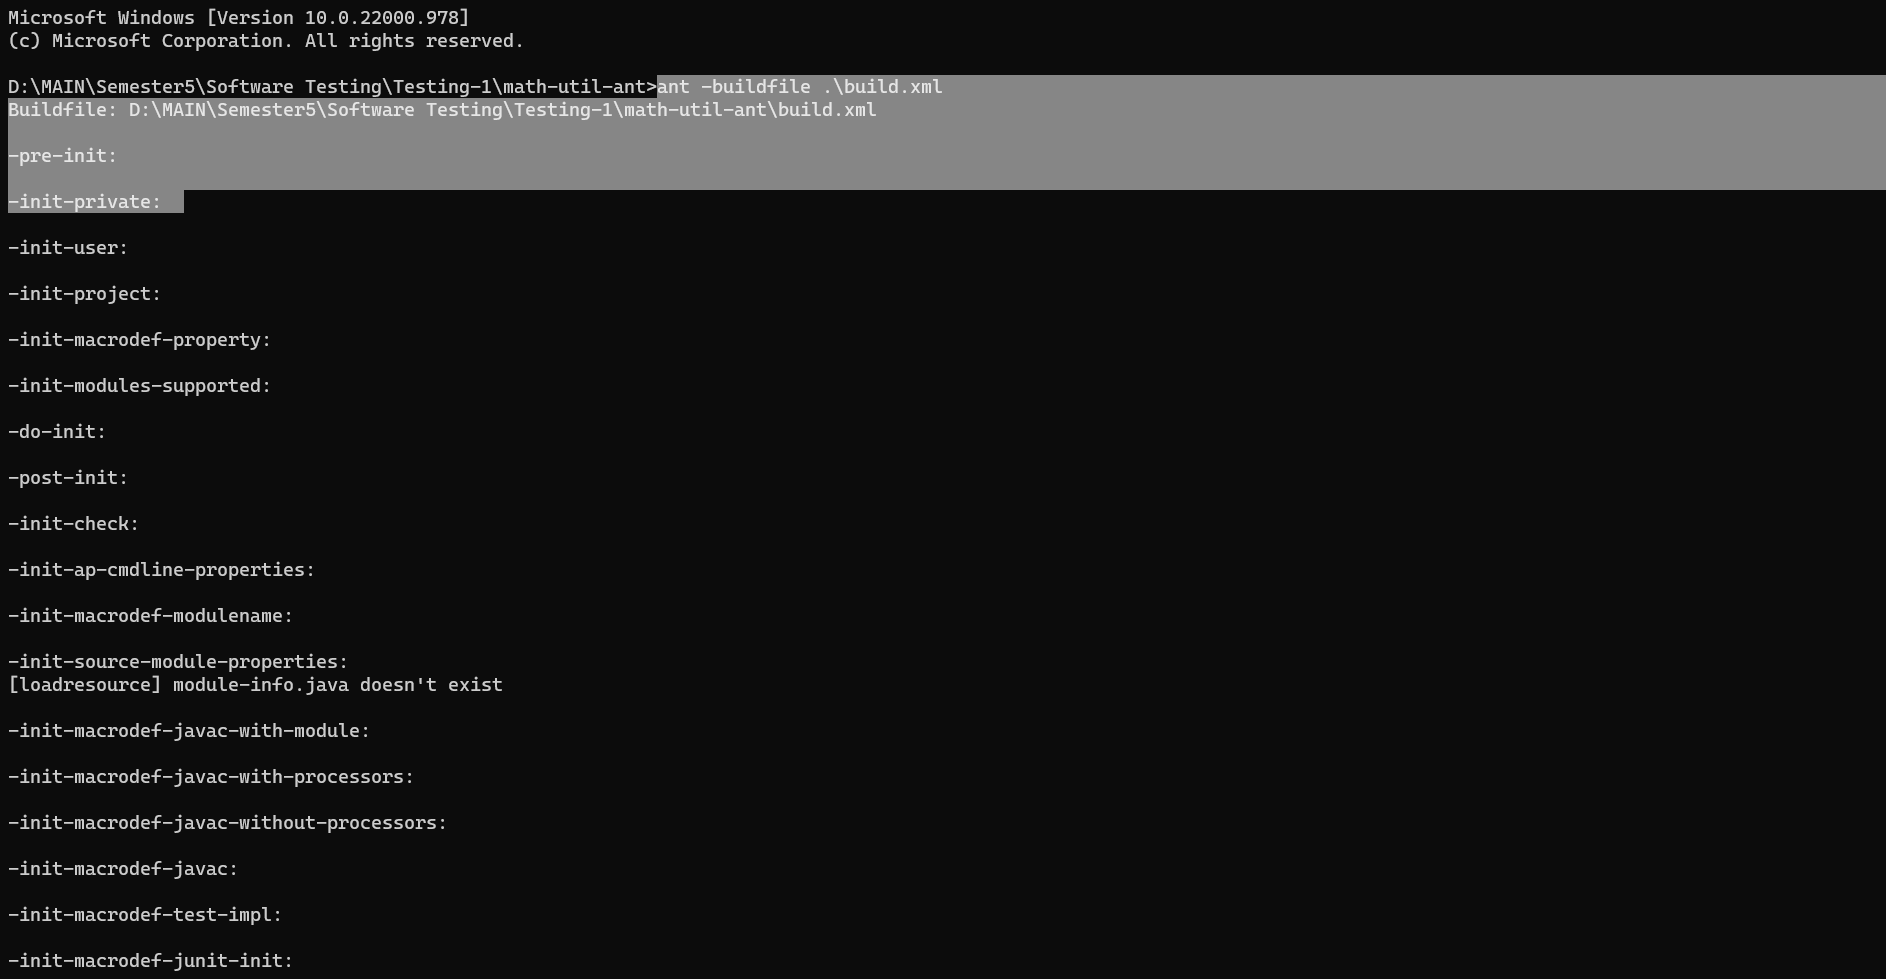 Microsoft Windows [Version 10.0.22000.978]
(c) Microsoft Corporation. All rights reserved.
D:\MAIN\Semester5\Software Testing\Testing-1\math-util-ant>ant -buildfile .\build.xml
Buildfile: D:\MAIN\Semester5\Software Testing\Testing-1\math-util-ant\build.xml
-pre-init:
-init-private:
-init-user:
-init-project:
-init-macrodef-property:
-init-modules-supported:
-do-init:
-post-init:
-init-check:
-init-ap-cmdline-properties:
-init-macrodef-modulename:
-init-source-module-properties:
[loadresource] module-info.java doesn't exist
-init-macrodef-javac-with-module:
-init-macrodef-javac-with-processors:
-init-macrodef-javac-without-processors:
-init-macrodef-javac:
-init-macrodef-test-impl:
-init-macrodef-junit-init: